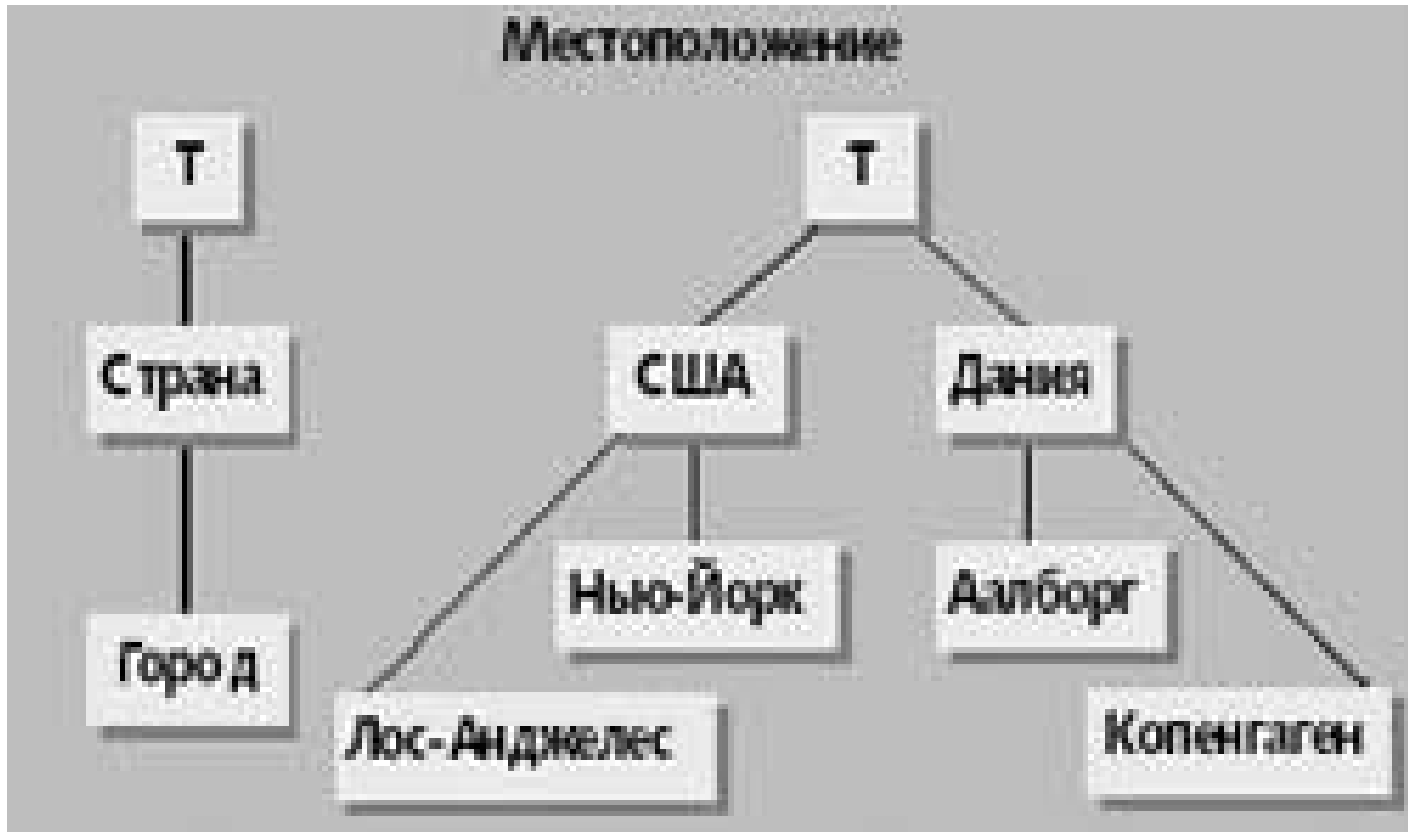 Местоположение
Т
Т
Страна
США
Дания
Нью-Йорк
Аалборг
Город
Лос-Анджелес
Копенгаген